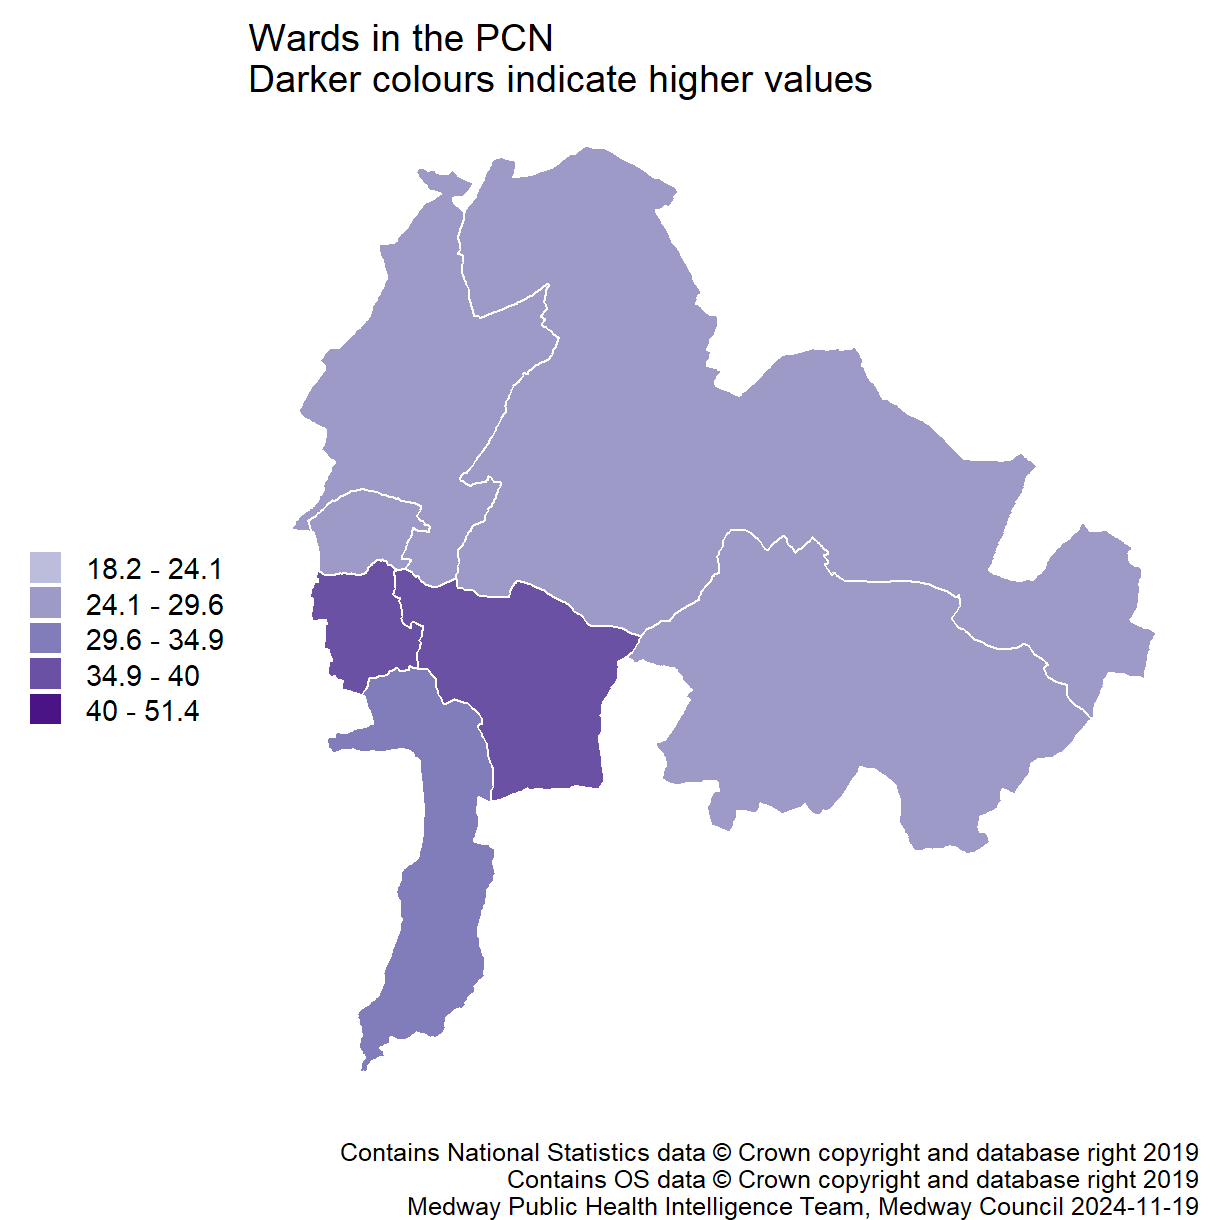 Wards in the PCN
Darker colours indicate higher values
18.2 - 24.1
24.1 - 29.6
29.6 - 34.9
34.9 - 40
40 - 51.4
Contains National Statistics data © Crown copyright and database right 2019
Contains OS data © Crown copyright and database right 2019
Medway Public Health Intelligence Team, Medway Council 2024-11-19